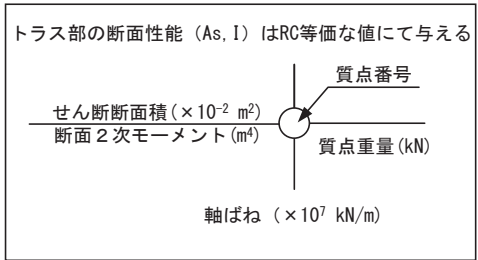 トラス部の断面性能（As,I）はRC等価な値にて与える
質点番号
せん断断面積(×10⁻² m²)
断面２次モーメント(m⁴)
質点重量(kN)
軸ばね（×10⁷ kN/m）